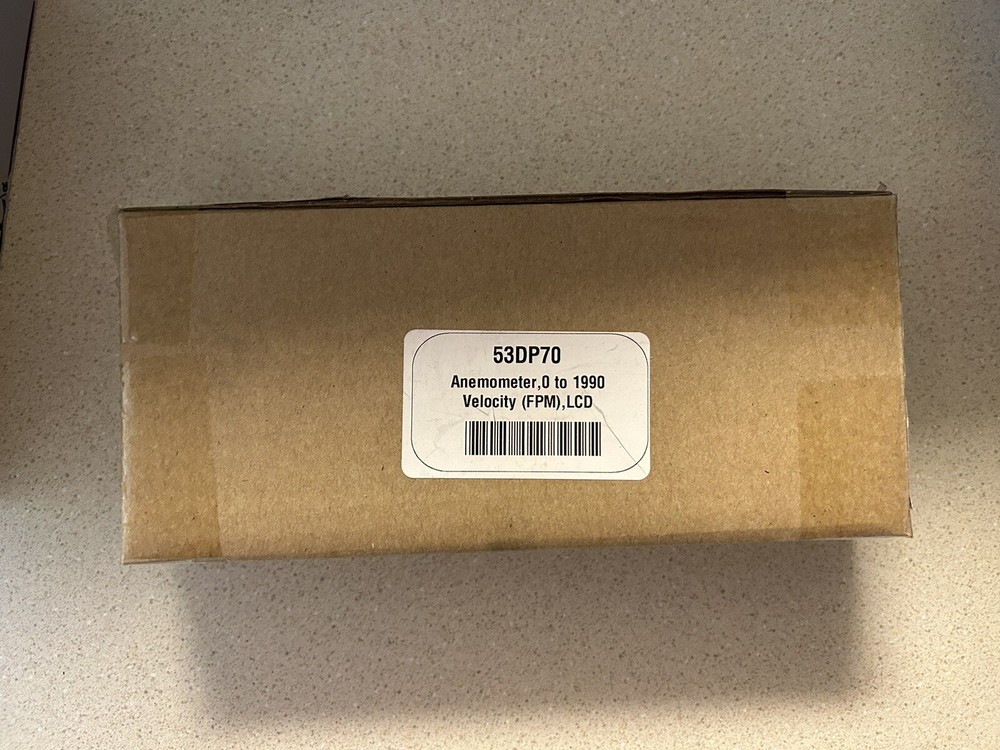 53DP70
Anemometer,0 to 1990
Velocity (FPM),LCD